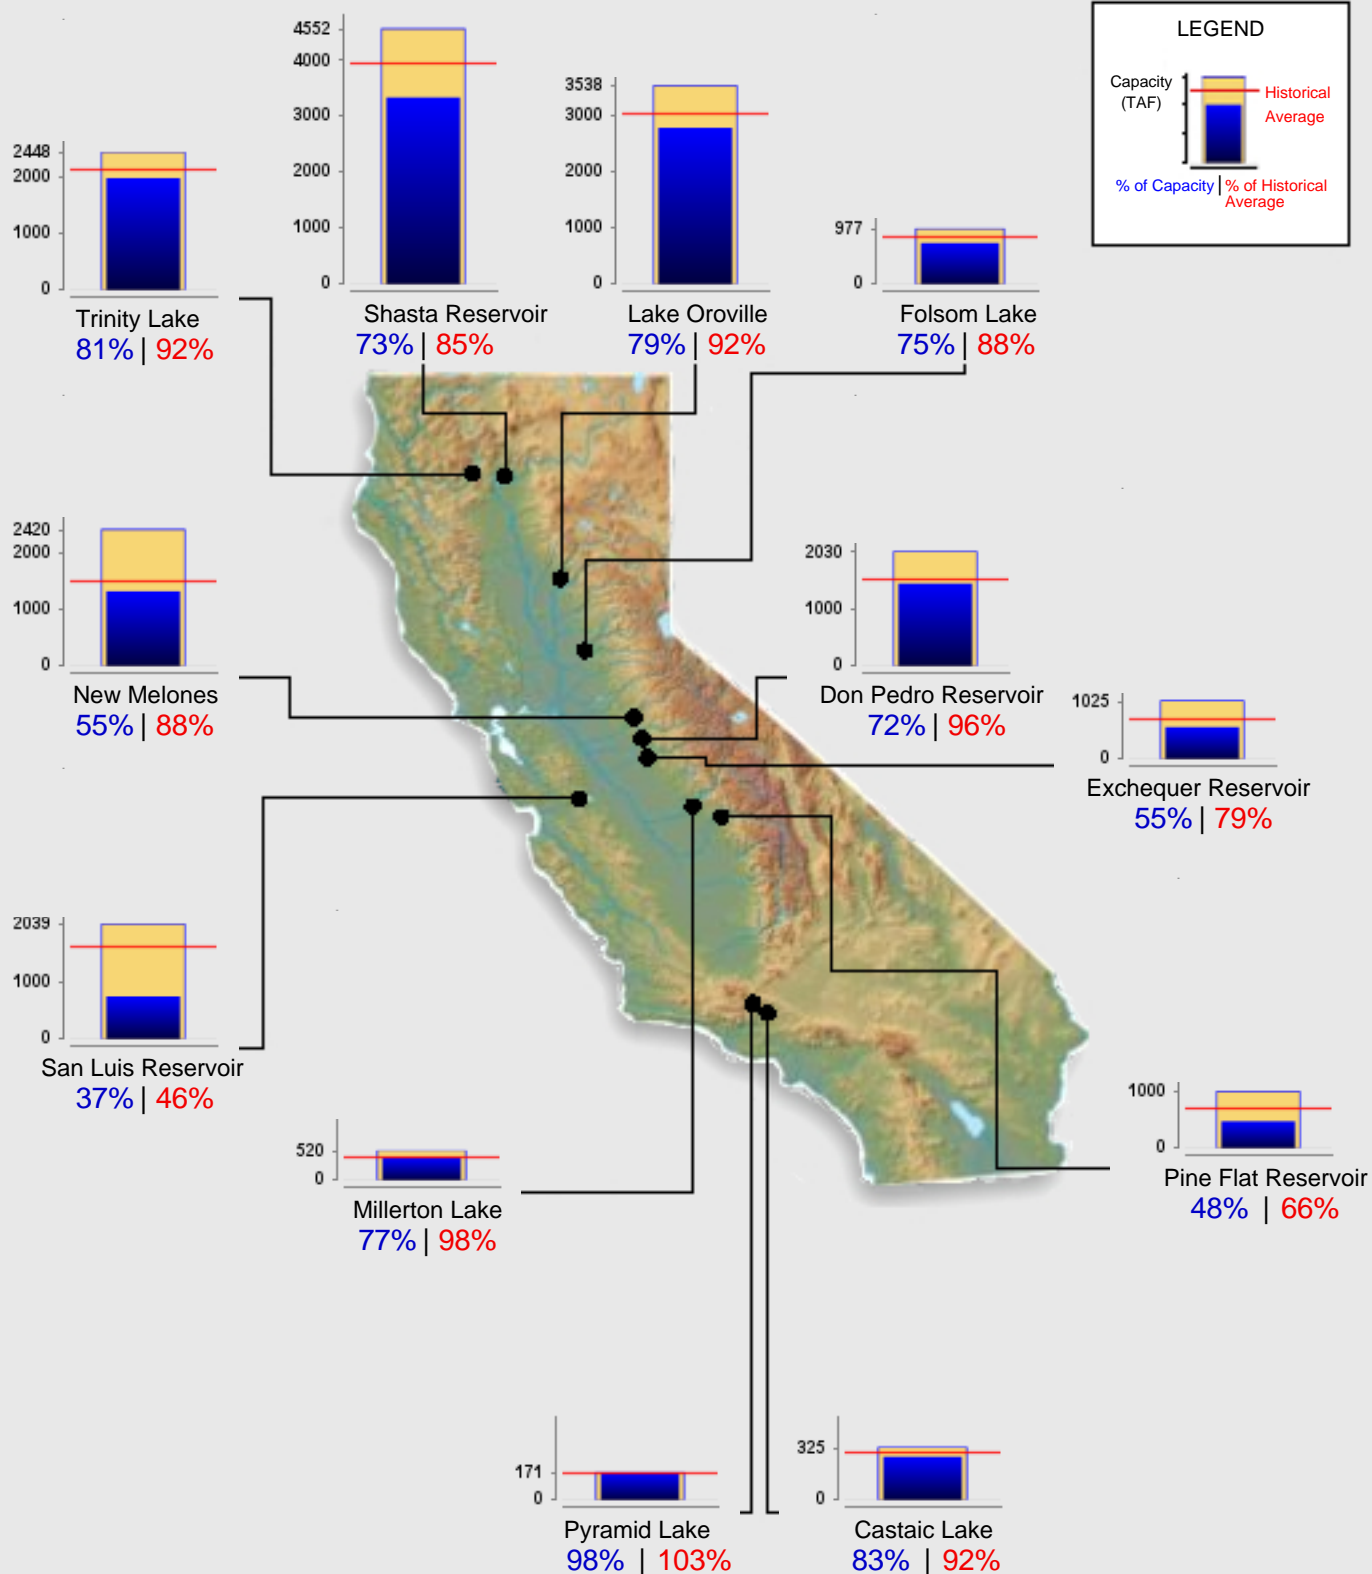 LEGEND
Capacity
(TAF)
Historical
Average
% of Capacity | % of Historical
Average
4552
4000
3000
2000
1000
0
Shasta Reservoir
73% | 85%
3538
3000
2000
1000
0
Lake Oroville
79% | 92%
2448
2000
1000
0
Trinity Lake
81% | 92%
977
0
Folsom Lake
75% | 88%
2420
2000
1000
0
New Melones
55% | 88%
2030
1000
0
Don Pedro Reservoir
72% | 96%
1025
0
Exchequer Reservoir
55% | 79%
2039
1000
0
San Luis Reservoir
37% | 46%
520
0
Millerton Lake
77% | 98%
1000
0
Pine Flat Reservoir
48% | 66%
171
0
Pyramid Lake
98% | 103%
325
0
Castaic Lake
83% | 92%